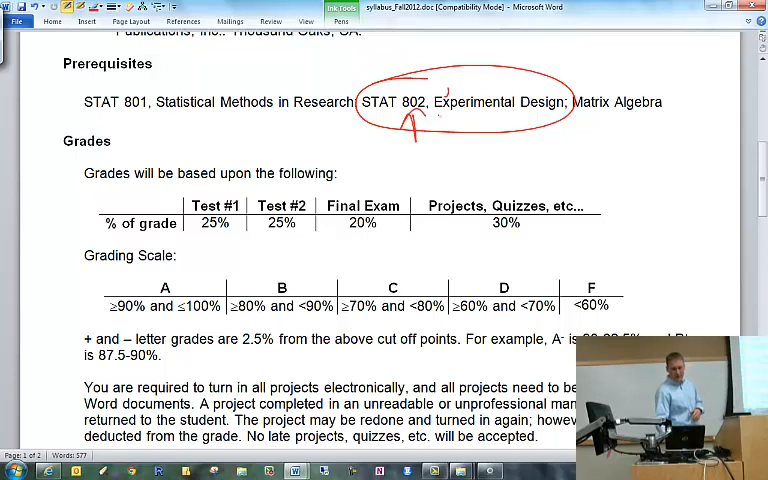 Ink Tools
syllabus_Fall2012.doc [Compatibility Mode] - Microsoft Word
File Home Insert Page Layout References Mailings Review View Pens
Publications, Inc.: Thousand Oaks, CA.
Prerequisites
STAT 801, Statistical Methods in Research STAT 802, Experimental Design; Matrix Algebra
Grades
Grades will be based upon the following:
Test #1 Test #2 Final Exam Projects, Quizzes, etc...
% of grade 25% 25% 20% 30%
Grading Scale:
A B C D F
≥90% and ≤100% ≥80% and <90% ≥70% and <80% ≥60% and <70% <60%
+ and – letter grades are 2.5% from the above cut off points. For example, A- is
is 87.5-90%.
You are required to turn in all projects electronically, and all projects need to be
Word documents. A project completed in an unreadable or unprofessional man
returned to the student. The project may be redone and turned in again; howe
deducted from the grade. No late projects, quizzes, etc. will be accepted.
Page: 1 of 2 Words: 577